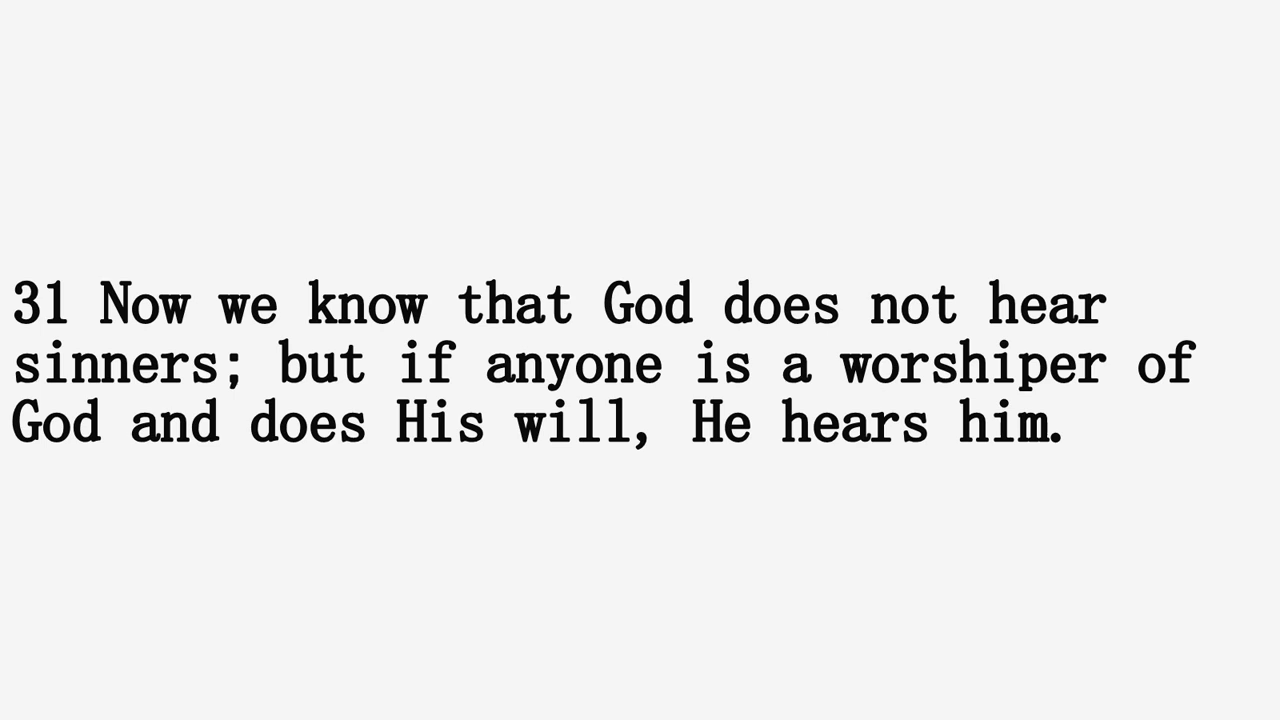 31 Now we know that God does not hear
sinners; but if anyone is a worshiper of
God and does His will, He hears him.